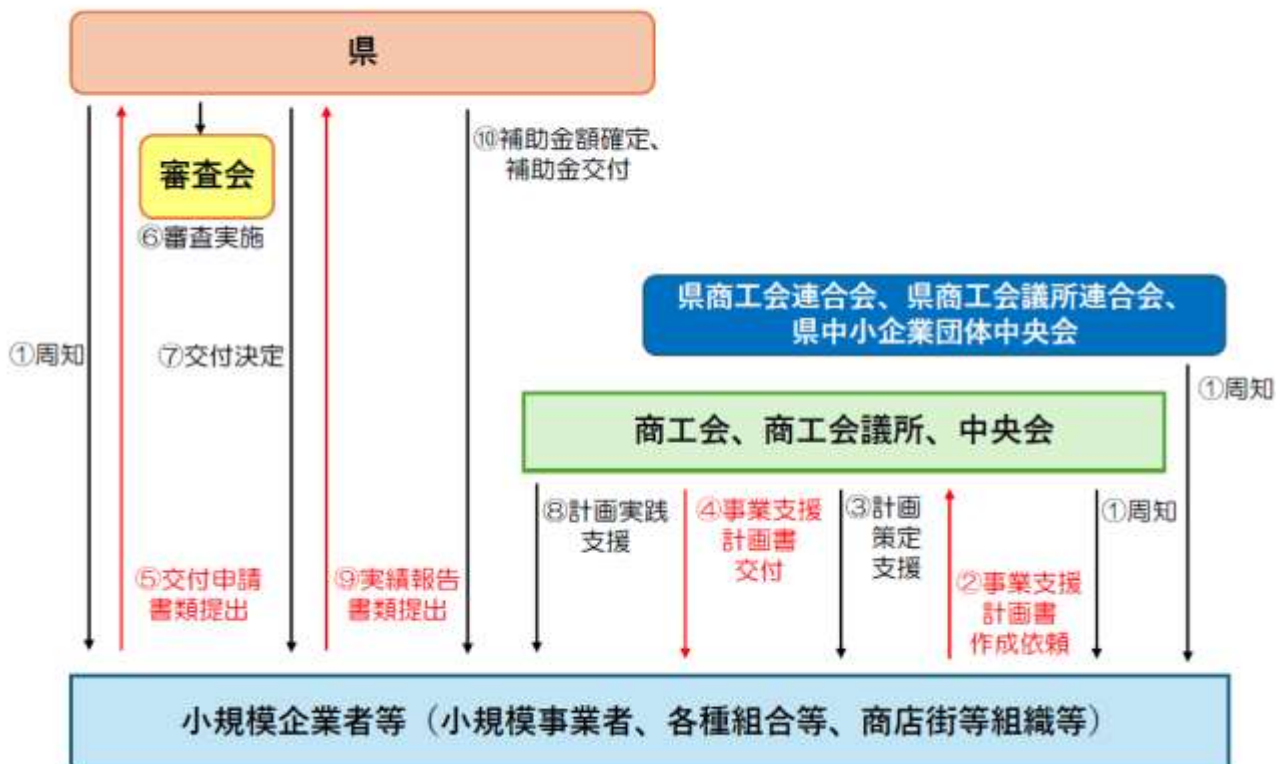 県
審査会
⑥審査実施
⑩補助金額確定、
補助金交付
県商工会連合会、県商工会議所連合会、
県中小企業団体中央会
①周知
⑦交付決定
①周知
商工会、商工会議所、中央会
⑧計画実践
支援
④事業支援
計画書
交付
③計画
策定
支援
①周知
⑤交付申請
書類提出
⑨実績報告
書類提出
②事業支援
計画書
作成依頼
小規模企業者等（小規模事業者、各種組合等、商店街等組織等）